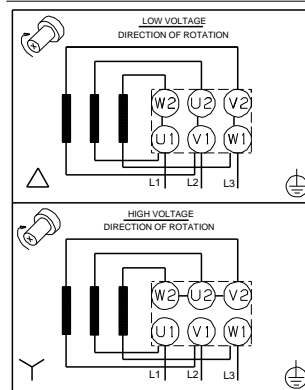 LOW VOLTAGE
DIRECTION OF ROTATION
W2 U2 V2
U1 V1 W1
L1 L2 L3
HIGH VOLTAGE
DIRECTION OF ROTATION
W2 U2 V2
U1 V1 W1
L1 L2 L3